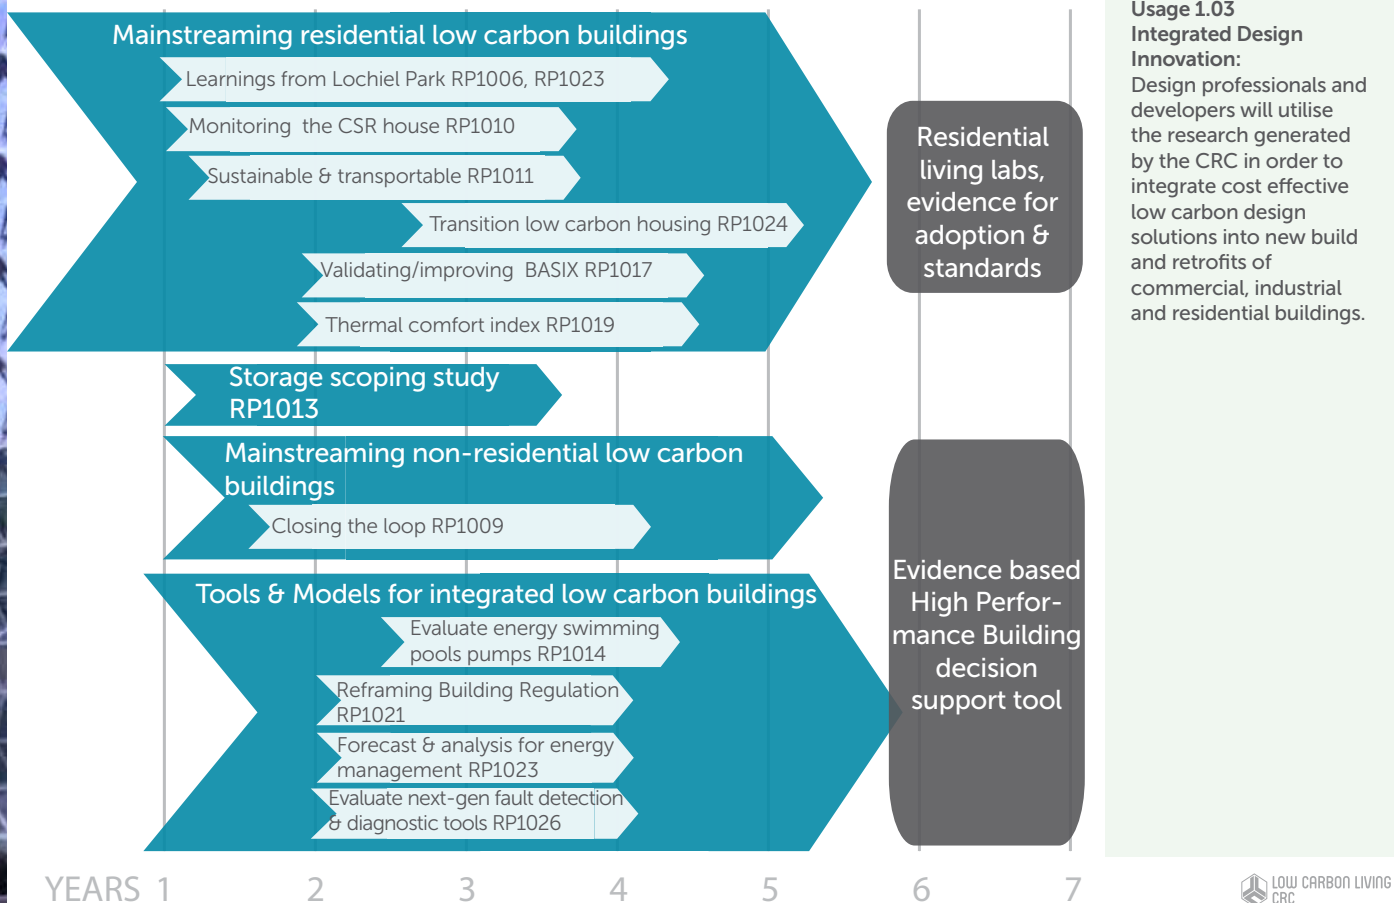 Mainstreaming residential low carbon buildings
Learnings from Lochiel Park RP1006, RP1023
Monitoring the CSR house RP1010
Sustainable & transportable RP1011
Transition low carbon housing RP1024
Validating/improving BASIX RP1017
Thermal comfort index RP1019
Residential
living labs,
evidence for
adoption &
standards
Storage scoping study
RP1013
Mainstreaming non-residential low carbon
buildings
Closing the loop RP1009
Tools & Models for integrated low carbon buildings
Evaluate energy swimming
pools pumps RP1014
Reframing Building Regulation
RP1021
Forecast & analysis for energy
management RP1023
Evaluate next-gen fault detection
& diagnostic tools RP1026
Evidence based
High Perfor-
mance Building
decision
support tool
YEARS 1 2 3 4 5 6 7
Usage 1.03
Integrated Design
Innovation:
Design professionals and
developers will utilise
the research generated
by the CRC in order to
integrate cost effective
low carbon design
solutions into new build
and retrofits of
commercial, industrial
and residential buildings.
LOW CARBON LIVING
CRC